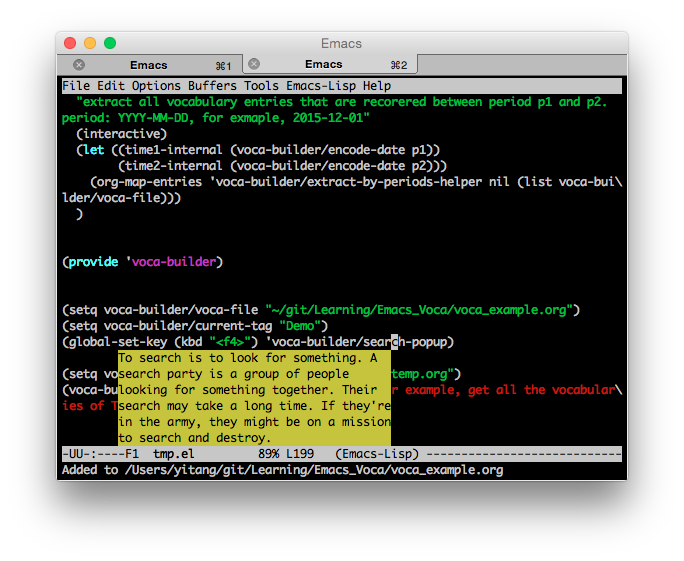 Emacs
Emacs ⌘1 Emacs ⌘2
File Edit Options Buffers Tools Emacs-Lisp Help
"extract all vocabulary entries that are recorered between period p1 and p2.
period: YYYY-MM-DD, for exmaple, 2015-12-01"
(interactive)
(let ((time1-internal (voca-builder/encode-date p1))
(time2-internal (voca-builder/encode-date p2)))
(org-map-entries 'voca-builder/extract-by-periods-helper nil (list voca-bui\
lder/voca-file)))
)
(provide 'voca-builder)
(setq voca-builder/voca-file "~/git/Learning/Emacs_Voca/voca_example.org")
(setq voca-builder/current-tag "Demo")
(global-set-key (kbd "<f4>") 'voca-builder/search-popup)
To search is to look for something. A
(setq vo search party is a group of people temp.org")
(voca-bu looking for something together. Their r example, get all the vocabular\
ies of T search may take a long time. If they're
in the army, they might be on a mission
to search and destroy.
-UU-:----F1 tmp.el 89% L199 (Emacs-Lisp) ----------------------------
Added to /Users/yitang/git/Learning/Emacs_Voca/voca_example.org